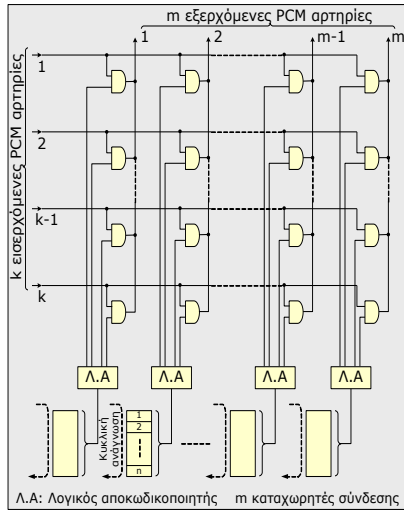 m εξερχόμενες PCM αρτηρίες
1 2 m-1 m
k εισερχόμενες PCM αρτηρίες
1
2
k-1
k
Λ.Α Λ.Α Λ.Α Λ.Α
Κυκλική
ανάγνωση
1
2
n
Λ.Α: Λογικός αποκωδικοποιητής m καταχωρητές σύνδεσης